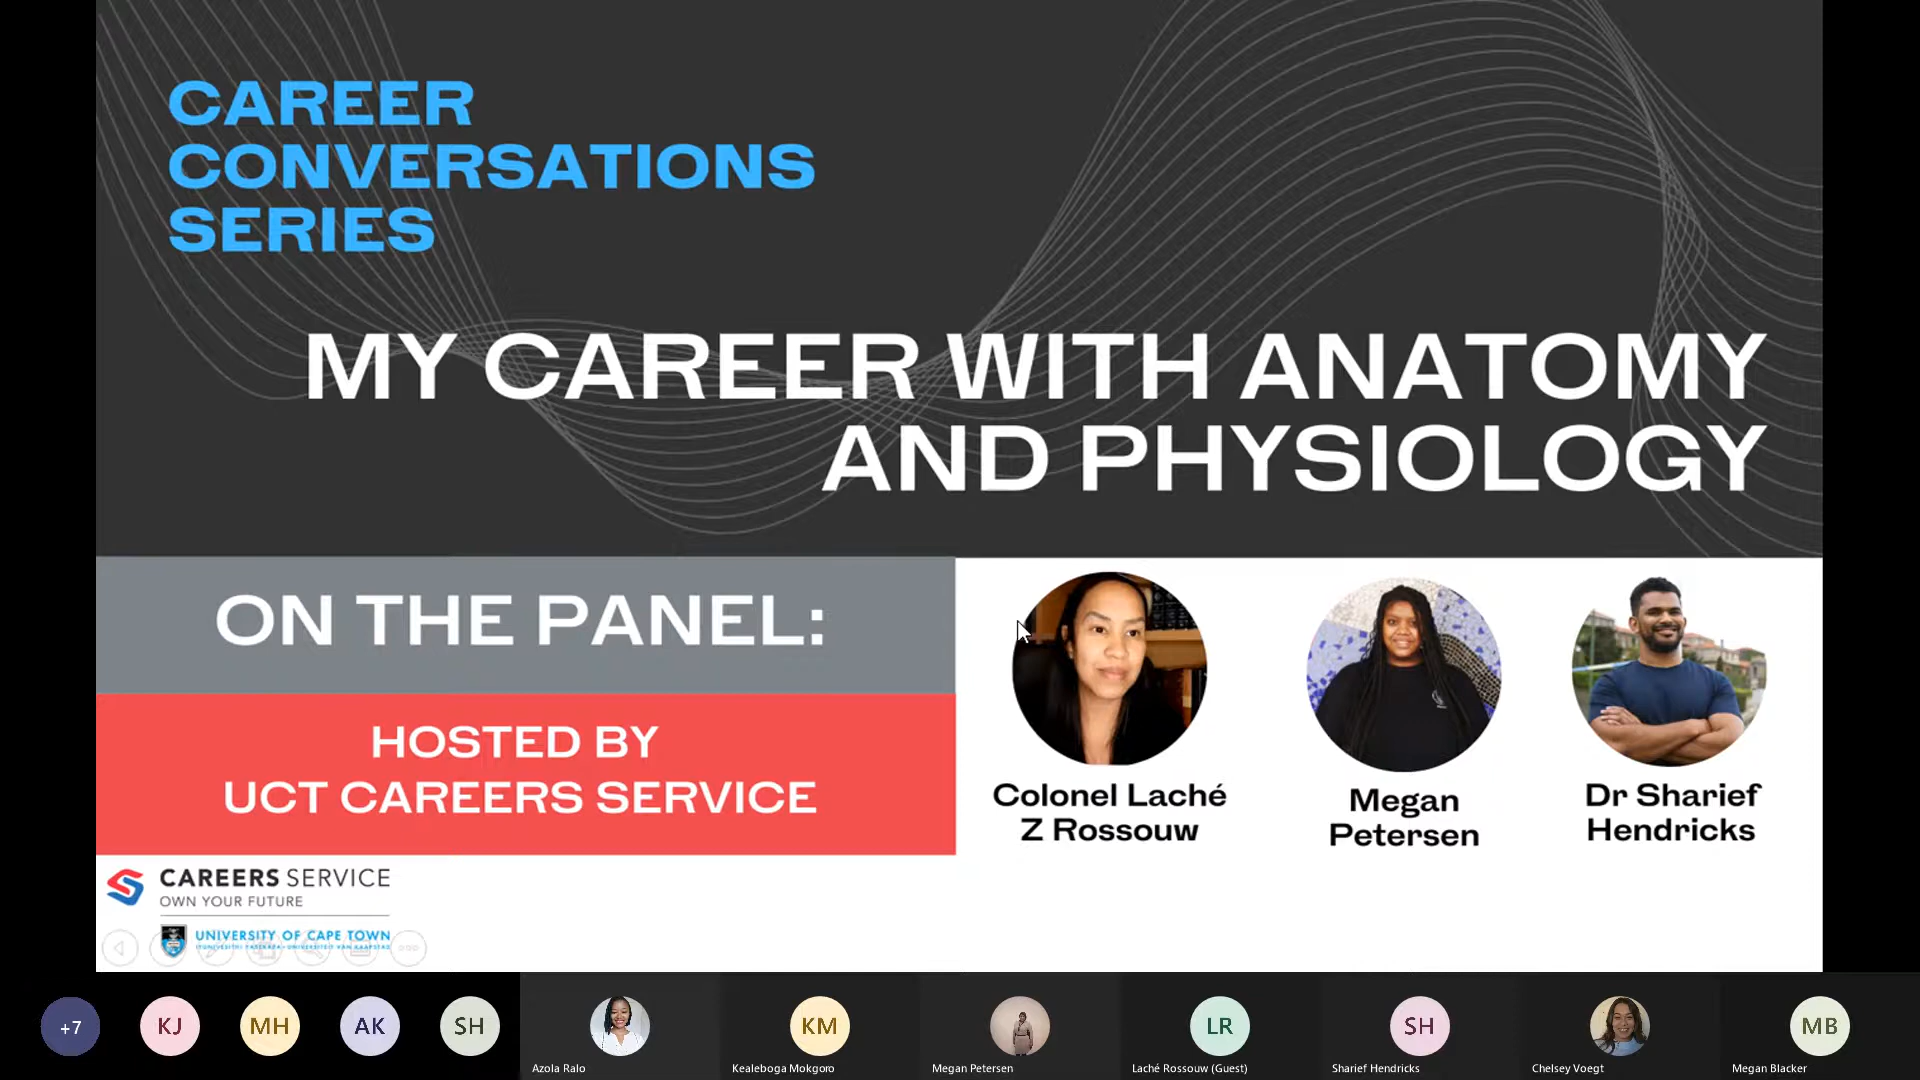 CAREER
CONVERSATIONS
SERIES
MY CAREER WITH ANATOMY
AND PHYSIOLOGY
ON THE PANEL:
HOSTED BY
UCT CAREERS SERVICE
Colonel Laché
Z Rossouw
Megan
Petersen
Dr Sharief
Hendricks
CAREERS SERVICE
OWN YOUR FUTURE
UNIVERSITY OF CAPE TOWN
+7
KJ
MH
AK
SH
KM
LR
SH
MB
Azola Ralo
Kealeboga Mokgoro
Megan Petersen
Laché Rossouw (Guest)
Sharief Hendricks
Chelsey Voegt
Megan Blacker